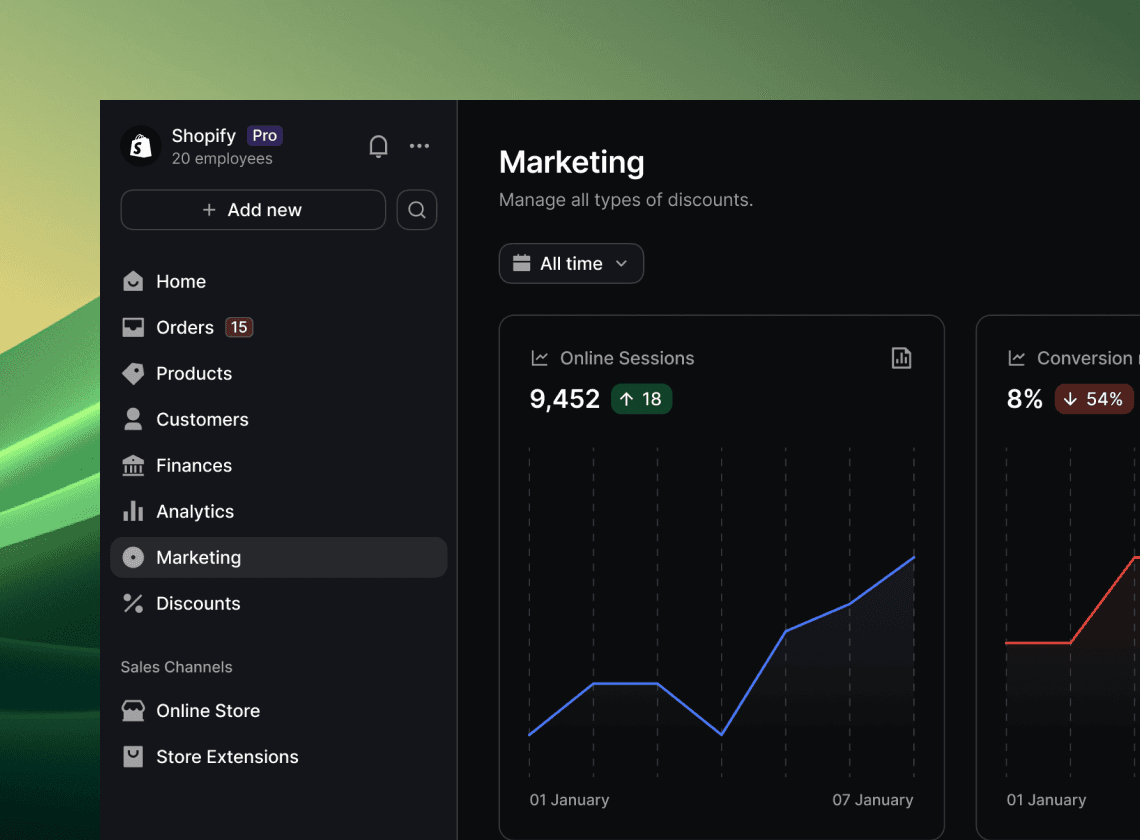 Shopify Pro
20 employees
+ Add new
Home
Orders 15
Products
Customers
Finances
Analytics
Marketing
Discounts
Sales Channels
Online Store
Store Extensions
Marketing
Manage all types of discounts.
All time
Online Sessions
9,452 ↑ 18
01 January 07 January
Conversion
8% ↓ 54%
01 January